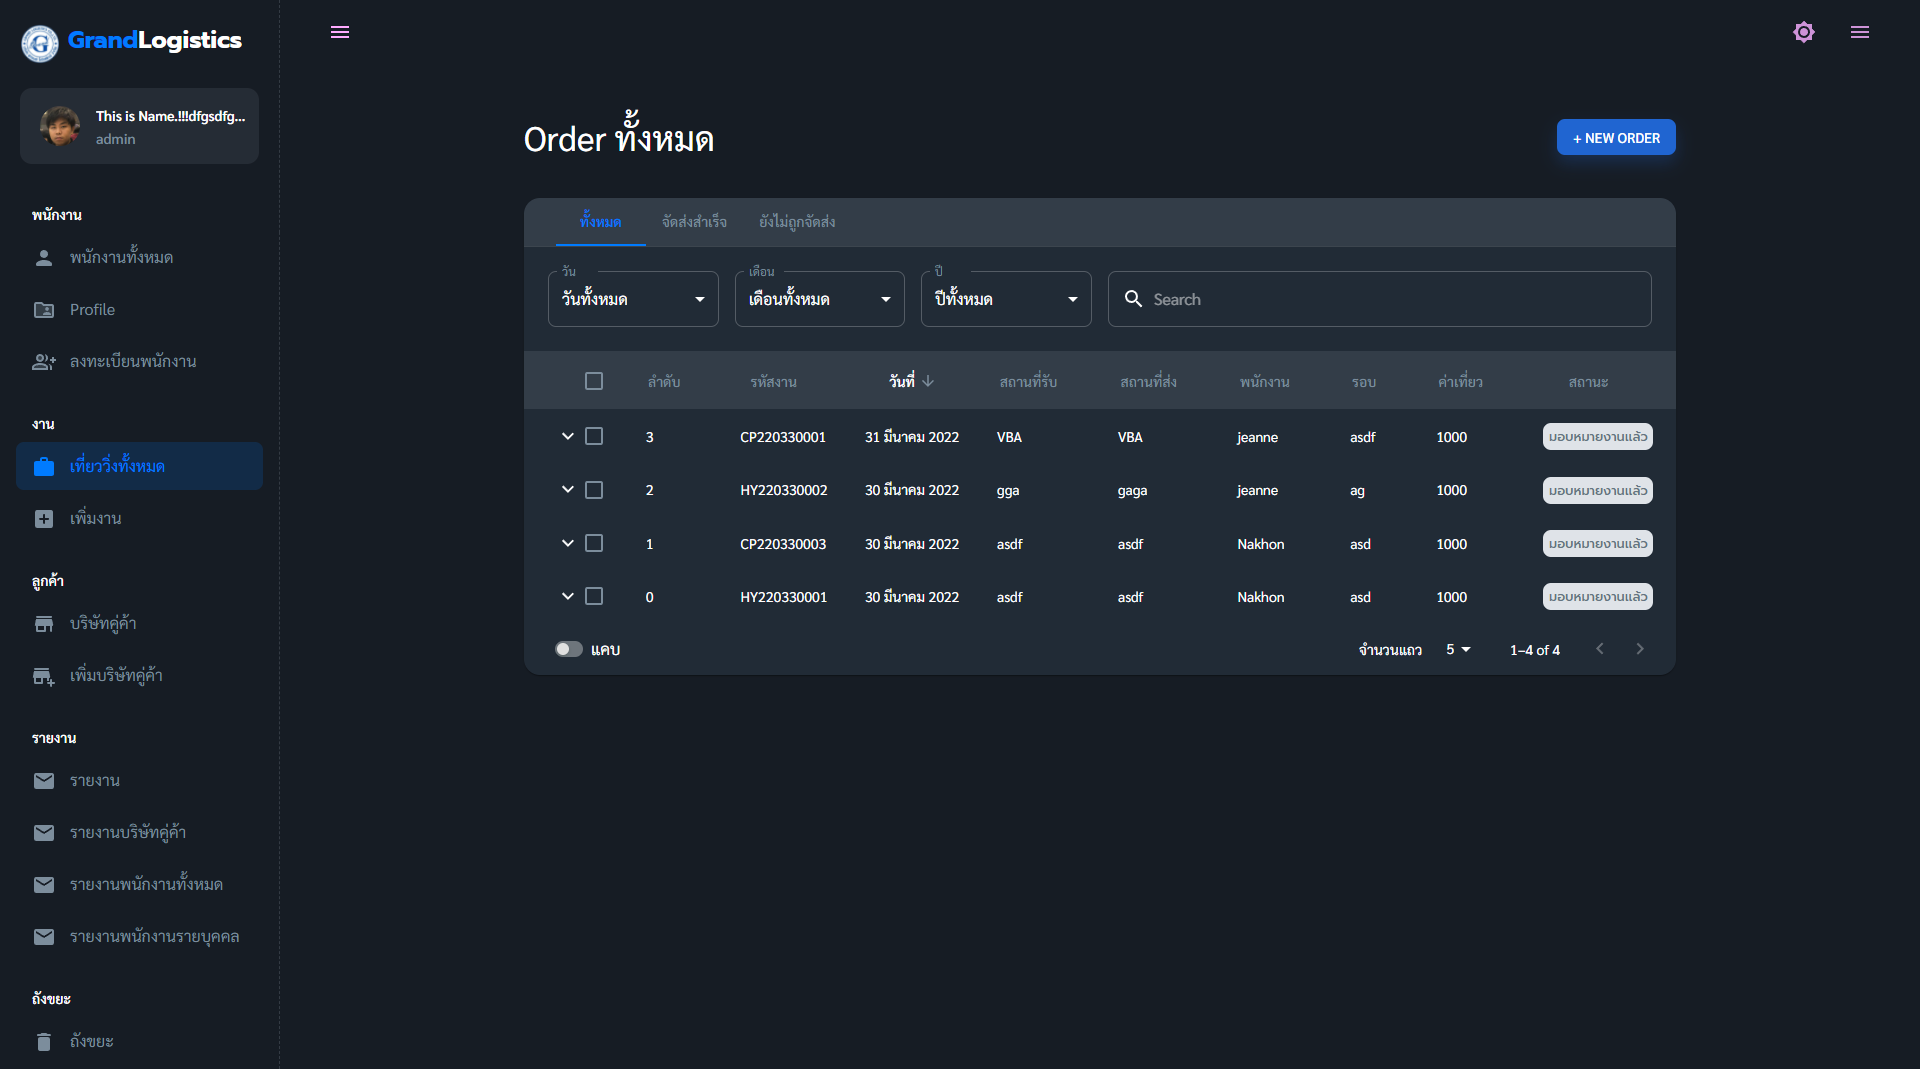 GrandLogistics
This is Name.!!!dfgsdfg...
admin
พนักงาน
พนักงานทั้งหมด
Profile
ลงทะเบียนพนักงาน
งาน
เที่ยววิ่งทั้งหมด
เพิ่มงาน
ลูกค้า
บริษัทคู่ค้า
เพิ่มบริษัทคู่ค้า
รายงาน
รายงาน
รายงานบริษัทคู่ค้า
รายงานพนักงานทั้งหมด
รายงานพนักงานรายบุคคล
ถังขยะ
ถังขยะ
Order ทั้งหมด
+ NEW ORDER
ทั้งหมด จัดส่งสำเร็จ ยังไม่ถูกจัดส่ง
วัน เดือน ปี
วันทั้งหมด เดือนทั้งหมด ปีทั้งหมด Search
ลำดับ รหัสงาน วันที่ สถานที่รับ สถานที่ส่ง พนักงาน รอบ ค่าเที่ยว สถานะ
3 CP220330001 31 มีนาคม 2022 VBA VBA jeanne asdf 1000 มอบหมายงานแล้ว
2 HY220330002 30 มีนาคม 2022 gga gaga jeanne ag 1000 มอบหมายงานแล้ว
1 CP220330003 30 มีนาคม 2022 asdf asdf Nakhon asd 1000 มอบหมายงานแล้ว
0 HY220330001 30 มีนาคม 2022 asdf asdf Nakhon asd 1000 มอบหมายงานแล้ว
แคบ จำนวนแถว 5 1–4 of 4